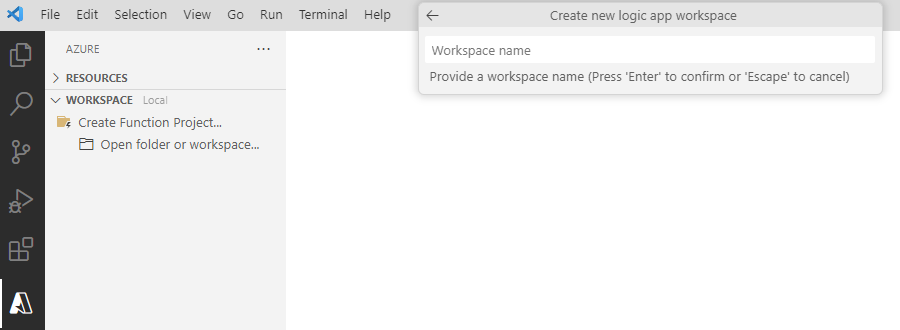 File Edit Selection View Go Run Terminal Help
Create new logic app workspace
Workspace name
Provide a workspace name (Press 'Enter' to confirm or 'Escape' to cancel)
AZURE ...
RESOURCES
WORKSPACE Local
Create Function Project...
Open folder or workspace...